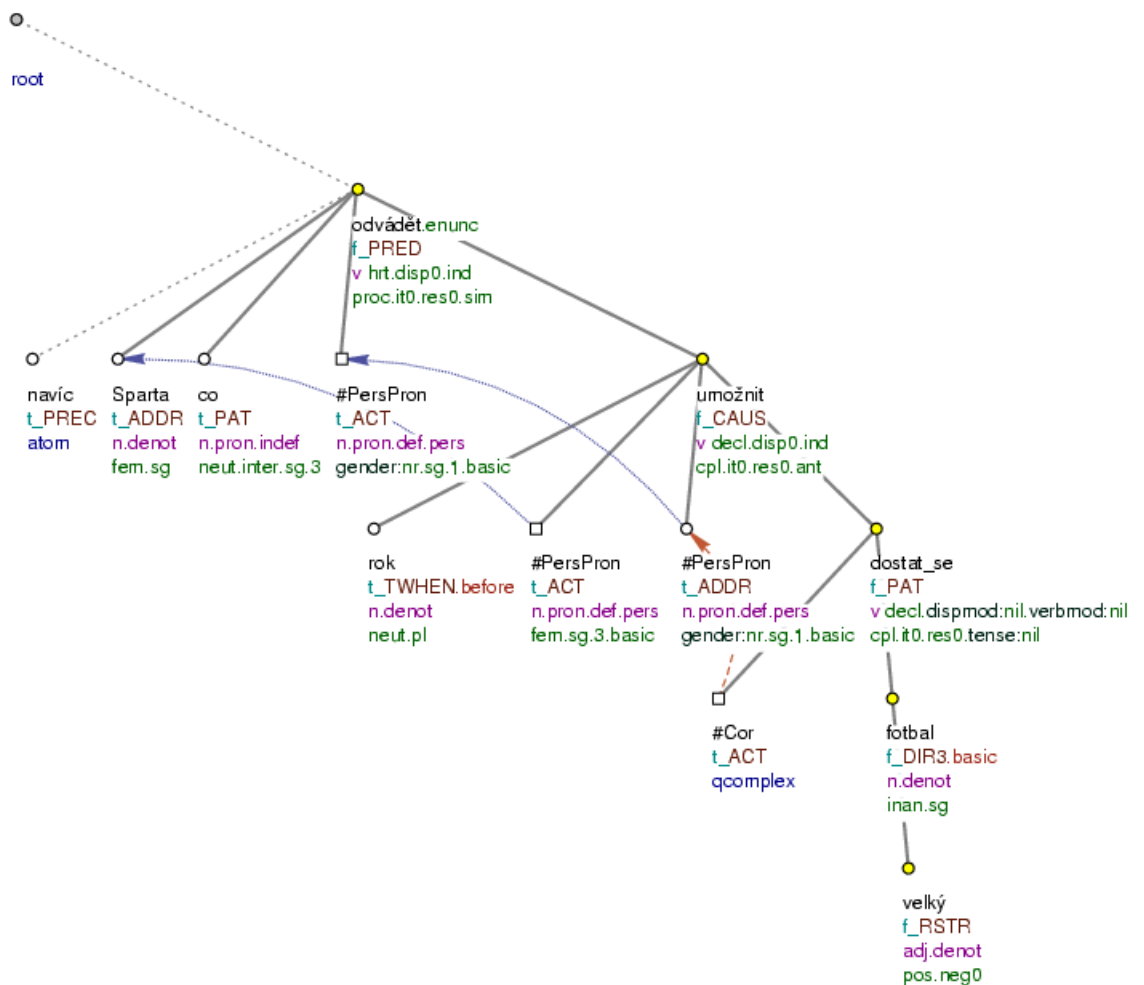 root
odvádět.enunc
f_PRED
v hrt.disp0.ind
proc.it0.res0.sim
navíc
t_PREC
atom
Sparta
t_ADDR
n.denot
fem.sg
co
t_PAT
n.pron.indef
neut.inter.sg.3
#PersPron
t_ACT
n.pron.def.pers
gender:nr.sg.1.basic
umožnit
f_CAUS
v decl.disp0.ind
cpl.it0.res0.ant
rok
t_TWHEN.before
n.denot
neut.pl
#PersPron
t_ACT
n.pron.def.pers
fem.sg.3.basic
#PersPron
t_ADDR
n.pron.def.pers
gender:nr.sg.1.basic
dostat_se
f_PAT
v decl.dispmod:nil.verbmod:nil
cpl.it0.res0.tense:nil
#Cor
t_ACT
qcomplex
fotbal
f_DIR3.basic
n.denot
inan.sg
velký
f_RSTR
adj.denot
pos.neg0